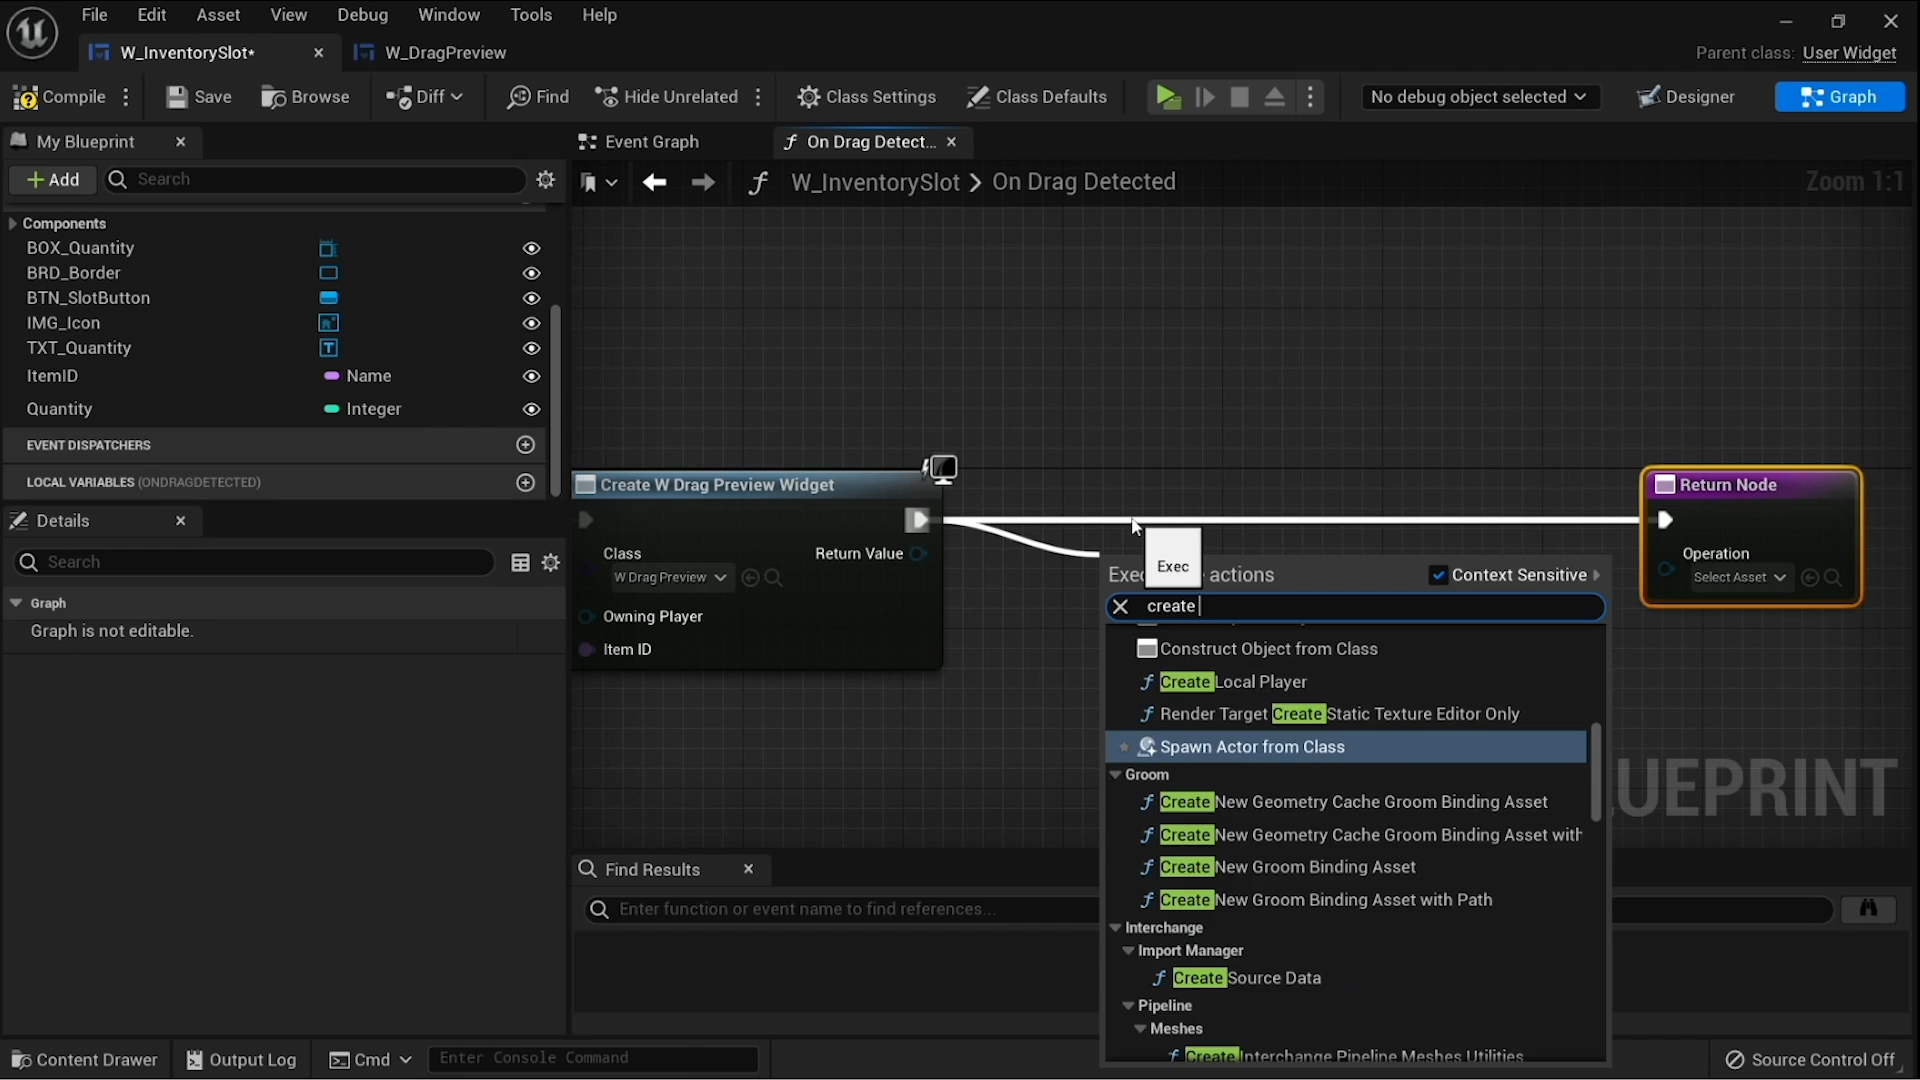 File Edit Asset View Debug Window Tools Help
W_InventorySlot*
W_DragPreview
Parent class: User Widget
Compile
Save
Browse
Diff
Find
Hide Unrelated
Class Settings
Class Defaults
No debug object selected
Designer
Graph
My Blueprint
Event Graph
On Drag Detect...
Add
Search
W_InventorySlot > On Drag Detected
Zoom 1:1
Components
BOX_Quantity
BRD_Border
BTN_SlotButton
IMG_Icon
TXT_Quantity
ItemID Name
Quantity Integer
EVENT DISPATCHERS
LOCAL VARIABLES (ONDRAGDETECTED)
Details
Search
Graph
Graph is not editable.
Create W Drag Preview Widget
Class
Return Value
W Drag Preview
Owning Player
Item ID
Return Node
Operation
Select Asset
Exec
actions
Context Sensitive
create
Construct Object from Class
Create Local Player
Render Target Create Static Texture Editor Only
Spawn Actor from Class
Groom
Create New Geometry Cache Groom Binding Asset
Create New Geometry Cache Groom Binding Asset with
Create New Groom Binding Asset
Create New Groom Binding Asset with Path
Interchange
Import Manager
Create Source Data
Pipeline
Meshes
Create Interchange Pipeline Meshes Utilities
UEPRINT
Find Results
Enter function or event name to find references...
Content Drawer
Output Log
Cmd
Enter Console Command
Source Control Off